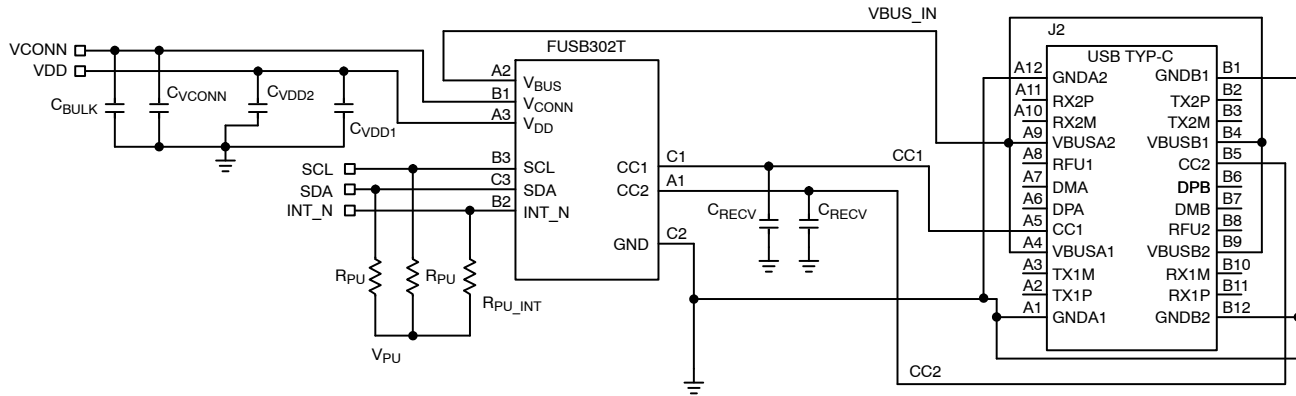 VBUS_IN
J2
FUSB302T
USB TYP-C
VCONN
VDD
CBULK
CVCONN
CVDD2
CVDD1
A2
VBUS
B1
VCONN
A3
VDD
SCL
B3
SCL
SDA
C3
SDA
INT_N
B2
INT_N
CC1
C1
CC1
CC2
A1
GND
C2
CRECV
CRECV
RPU
RPU
RPU_INT
VPU
CC2
A12 GNDA2 GNDB1 B1
A11 RX2P TX2P B2
A10 RX2M TX2M B3
A9 VBUSA2 VBUSB1 B4
A8 RFU1 CC2 B5
A7 DMA DPB B6
A6 DPA DMB B7
A5 CC1 RFU2 B8
A4 VBUSA1 VBUSB2 B9
A3 TX1M RX1M B10
A2 TX1P RX1P B11
A1 GNDA1 GNDB2 B12